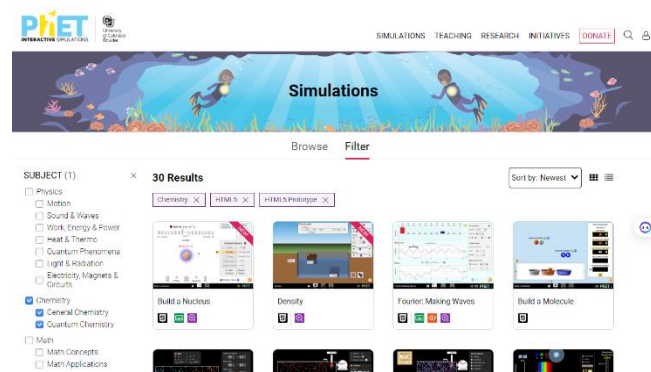 PhET
INTERACTIVE SIMULATIONS
University
of Colorado
Boulder
SIMULATIONS TEACHING RESEARCH INITIATIVES DONATE
Simulations
Browse Filter
SUBJECT (1)
Physics
Motion
Sound & Waves
Work, Energy & Power
Heat & Thermo
Quantum Phenomena
Light & Radiation
Electricity, Magnets &
Circuits
Chemistry
General Chemistry
Quantum Chemistry
Math
Math Concepts
Math Applications
30 Results
Sort by: Newest
Chemistry HTML5 HTML5 Prototype
NEW
NEW
Build a Nucleus
Density
Fourier: Making Waves
Build a Molecule